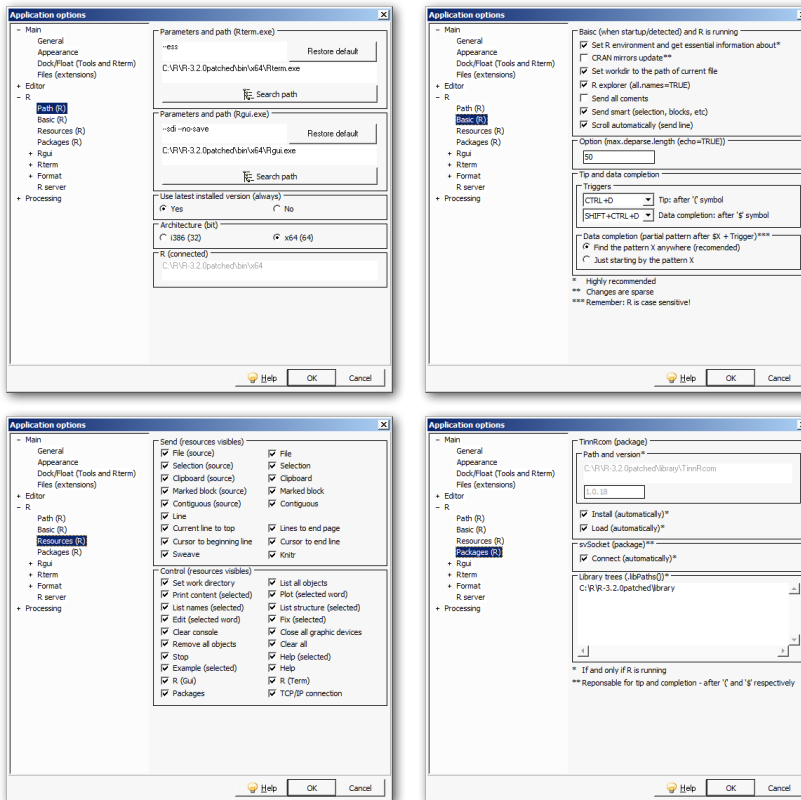 Application options
- Main
General
Appearance
Dock/Float (Tools and Rterm)
Files (extensions)
+ Editor
- R
Path (R)
Basic (R)
Resources (R)
Packages (R)
+ Rgui
+ Rterm
+ Format
R server
+ Processing
Parameters and path (Rterm.exe)
--ess
Restore default
C:\R\R-3.2.0patched\bin\x64\Rterm.exe
Search path
Parameters and path (Rgui.exe)
--sdi --no-save
Restore default
C:\R\R-3.2.0patched\bin\x64\Rgui.exe
Search path
Use latest installed version (always)
Yes No
Architecture (bit)
i386 (32) x64 (64)
R (connected)
C:\R\R-3.2.0patched\bin\x64
Help OK Cancel
Application options
- Main
General
Appearance
Dock/Float (Tools and Rterm)
Files (extensions)
+ Editor
- R
Path (R)
Basic (R)
Resources (R)
Packages (R)
+ Rgui
+ Rterm
+ Format
R server
+ Processing
Baisc (when startup/detected) and R is running
Set R environment and get essential information about*
CRAN mirrors update**
Set workdir to the path of current file
R explorer (all.names=TRUE)
Send all coments
Send smart (selection, blocks, etc)
Scroll automatically (send line)
Option (max.deparse.length (echo=TRUE))
50
Tip and data completion
Triggers
CTRL+D Tip: after '(' symbol
SHIFT+CTRL+D Data completion: after '$' symbol
Data completion (partial pattern after $X + Trigger)***
Find the pattern X anywhere (recomended)
Just starting by the pattern X
* Highly recommended
** Changes are sparse
*** Remember: R is case sensitive!
Help OK Cancel
Application options
- Main
General
Appearance
Dock/Float (Tools and Rterm)
Files (extensions)
+ Editor
- R
Path (R)
Basic (R)
Resources (R)
Packages (R)
+ Rgui
+ Rterm
+ Format
R server
+ Processing
Send (resources visibles)
File (source) File
Selection (source) Selection
Clipboard (source) Clipboard
Marked block (source) Marked block
Contiguous (source) Contiguous
Line
Current line to top Lines to end page
Cursor to beginning line Cursor to end line
Sweave Knitr
Control (resources visibles)
Set work directory List all objects
Print content (selected) Plot (selected word)
List names (selected) List structure (selected)
Edit (selected word) Fix (selected)
Clear console Close all graphic devices
Remove all objects Clear all
Stop Help (selected)
Example (selected) Help
R (Gui) R (Term)
Packages TCP/IP connection
Help OK Cancel
Application options
- Main
General
Appearance
Dock/Float (Tools and Rterm)
Files (extensions)
+ Editor
- R
Path (R)
Basic (R)
Resources (R)
Packages (R)
+ Rgui
+ Rterm
+ Format
R server
+ Processing
TinnRcom (package)
Path and version*
C:\R\R-3.2.0patched\library\TinnRcom
1.0.18
Install (automatically)*
Load (automatically)*
svSocket (package)**
Connect (automatically)*
Library trees (.libPaths())*
C:\R\R-3.2.0patched\library
* If and only if R is running
** Reponsable for tip and completion - after '(' and '$' respectively
Help OK Cancel